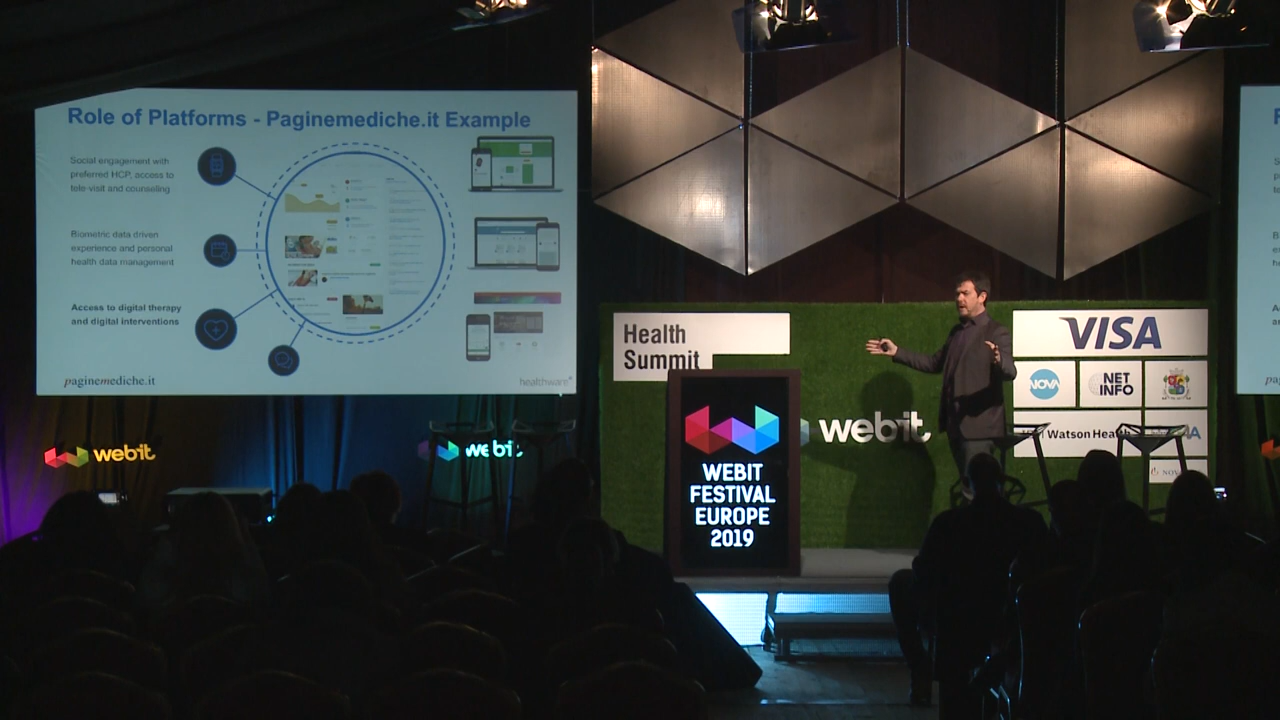 Role of Platforms - Paginemediche.it Example
Social engagement with
preferred HCP, access to
tele-visit and counseling
Biometric data driven
experience and personal
health data management
Access to digital therapy
and digital interventions
paginemediche.it
healthware
webit
webit
Health
Summit
WEBIT
FESTIVAL
EUROPE
2019
webit
VISA
NOVA
NET
INFO
Watson Health